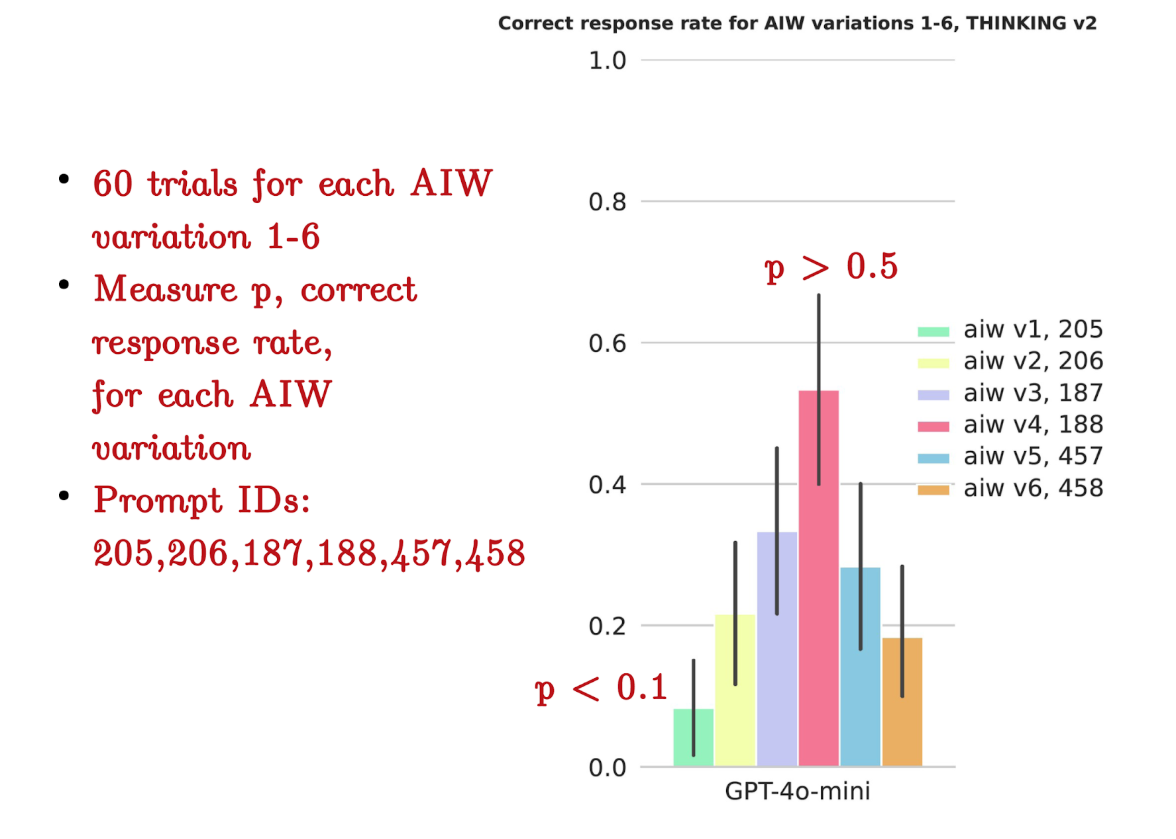 Correct response rate for AIW variations 1-6, THINKING v2
• 60 trials for each AIW
variation 1-6
• Measure p, correct
response rate,
for each AIW
variation
• Prompt IDs:
205,206,187,188,457,458
1.0
0.8
0.6
0.4
0.2
0.0
p > 0.5
p < 0.1
aiw v1, 205
aiw v2, 206
aiw v3, 187
aiw v4, 188
aiw v5, 457
aiw v6, 458
GPT-4o-mini